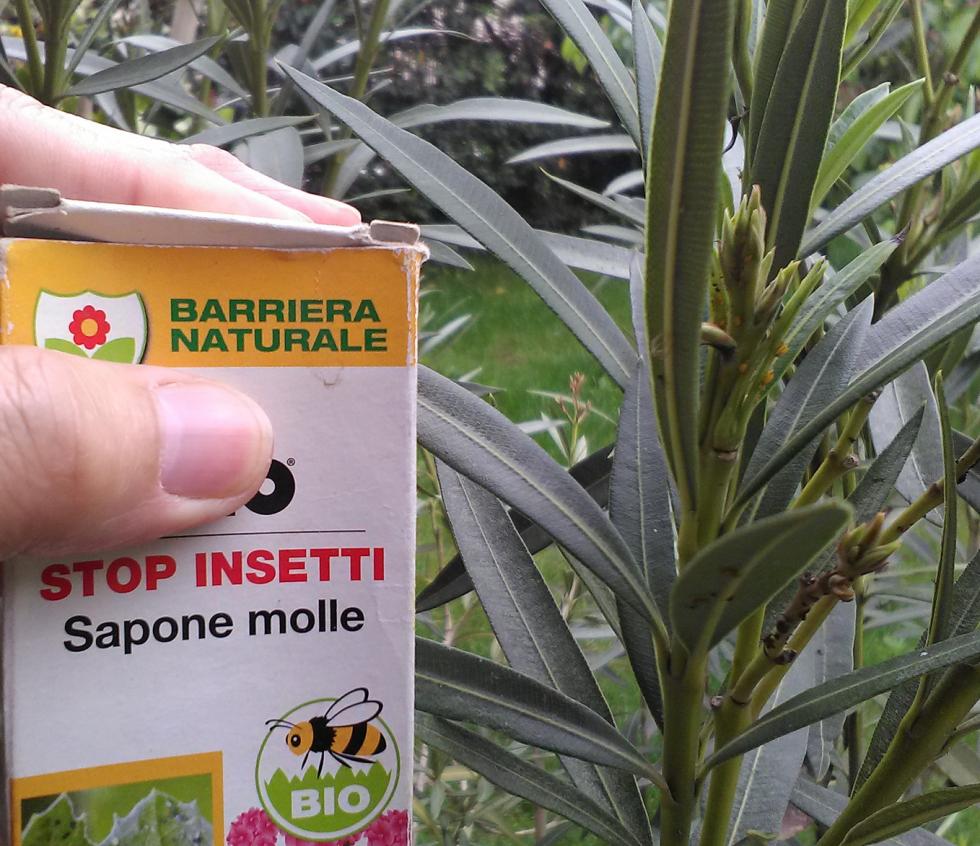 BARRIERA
NATURALE
STOP INSETTI
Sapone molle
BIO